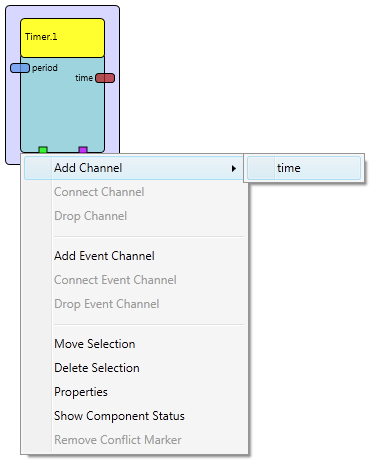 Timer.1
period
time
Add Channel
time
Connect Channel
Drop Channel
Add Event Channel
Connect Event Channel
Drop Event Channel
Move Selection
Delete Selection
Properties
Show Component Status
Remove Conflict Marker